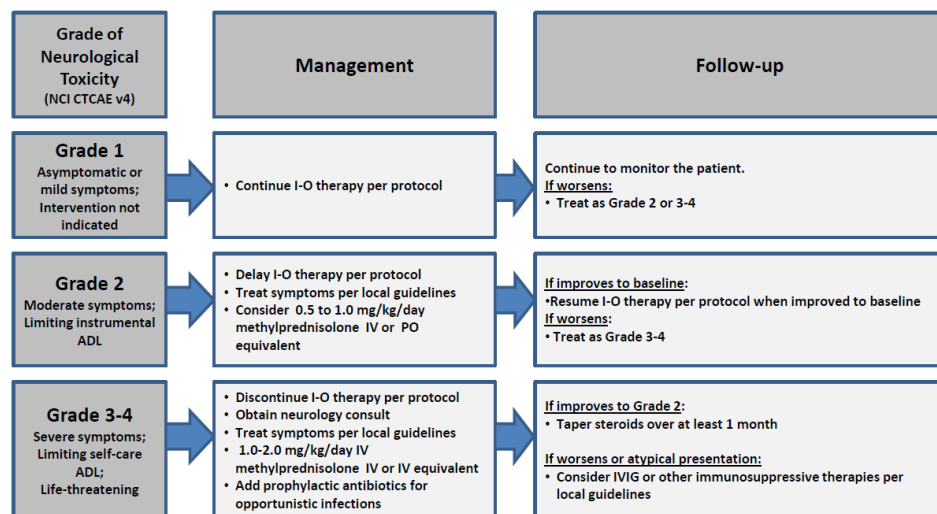 Grade of
Neurological
Toxicity
(NCI CTCAE v4)
Management
Follow-up
Grade 1
Asymptomatic or
mild symptoms;
Intervention not
indicated
• Continue I-O therapy per protocol
Continue to monitor the patient.
If worsens:
• Treat as Grade 2 or 3-4
Grade 2
Moderate symptoms;
Limiting instrumental
ADL
• Delay I-O therapy per protocol
• Treat symptoms per local guidelines
• Consider 0.5 to 1.0 mg/kg/day
methylprednisolone IV or PO
equivalent
If improves to baseline:
•Resume I-O therapy per protocol when improved to baseline
If worsens:
• Treat as Grade 3-4
Grade 3-4
Severe symptoms;
Limiting self-care
ADL;
Life-threatening
• Discontinue I-O therapy per protocol
• Obtain neurology consult
• Treat symptoms per local guidelines
• 1.0-2.0 mg/kg/day IV
methylprednisolone IV or IV equivalent
• Add prophylactic antibiotics for
opportunistic infections
If improves to Grade 2:
• Taper steroids over at least 1 month
If worsens or atypical presentation:
• Consider IVIG or other immunosuppressive therapies per
local guidelines